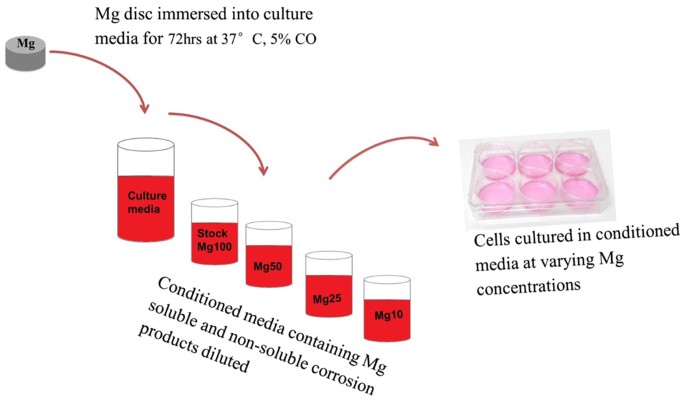 Mg
Mg disc immersed into culture
media for 72hrs at 37° C, 5% CO
Culture
media
Stock
Mg100
Mg50
Mg25
Mg10
Conditioned media containing Mg
soluble and non-soluble corrosion
products diluted
Cells cultured in conditioned
media at varying Mg
concentrations